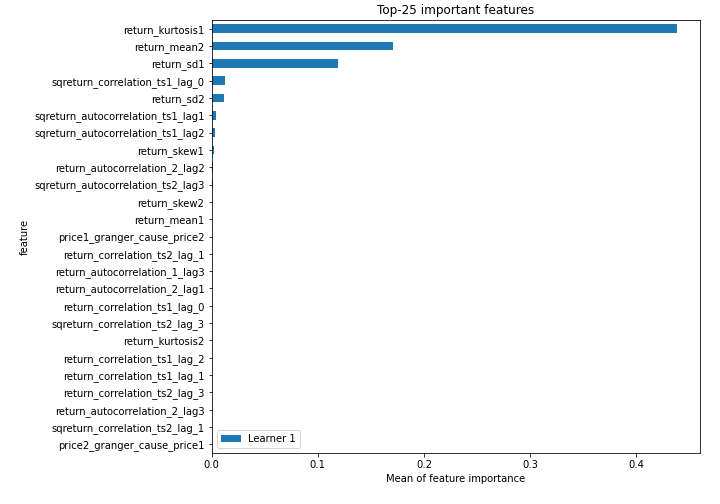 Top-25 important features
return_kurtosis1
return_mean2
return_sd1
sqreturn_correlation_ts1_lag_0
return_sd2
sqreturn_autocorrelation_ts1_lag1
sqreturn_autocorrelation_ts1_lag2
return_skew1
return_autocorrelation_2_lag2
sqreturn_autocorrelation_ts2_lag3
return_skew2
return_mean1
price1_granger_cause_price2
return_correlation_ts2_lag_1
return_autocorrelation_1_lag3
return_autocorrelation_2_lag1
return_correlation_ts1_lag_0
sqreturn_correlation_ts2_lag_3
return_kurtosis2
return_correlation_ts1_lag_2
return_correlation_ts1_lag_1
return_correlation_ts2_lag_3
return_autocorrelation_2_lag3
sqreturn_correlation_ts2_lag_1
price2_granger_cause_price1
feature
Learner 1
0.0 0.1 0.2 0.3 0.4
Mean of feature importance